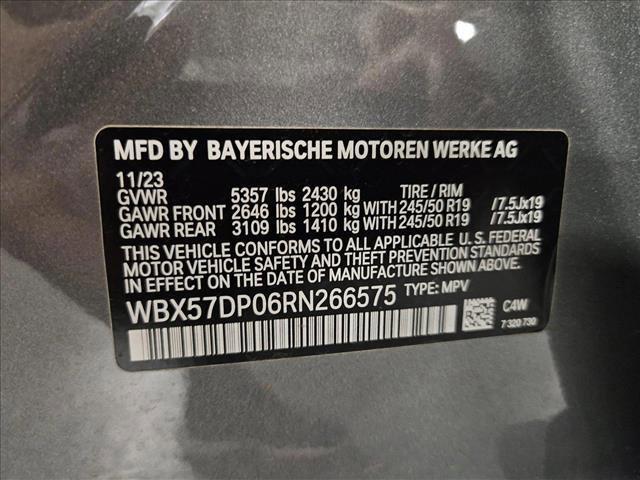 MFD BY BAYERISCHE MOTOREN WERKE AG
11/23
GVWR 5357 lbs 2430 kg TIRE / RIM
GAWR FRONT 2646 lbs 1200 kg WITH 245/50 R19 /7.5Jx19
GAWR REAR 3109 lbs 1410 kg WITH 245/50 R19 /7.5Jx19
THIS VEHICLE CONFORMS TO ALL APPLICABLE U.S. FEDERAL
MOTOR VEHICLE SAFETY AND THEFT PREVENTION STANDARDS
IN EFFECT ON THE DATE OF MANUFACTURE SHOWN ABOVE.
WBX57DP06RN266575 TYPE: MPV
C4W
7 320 730